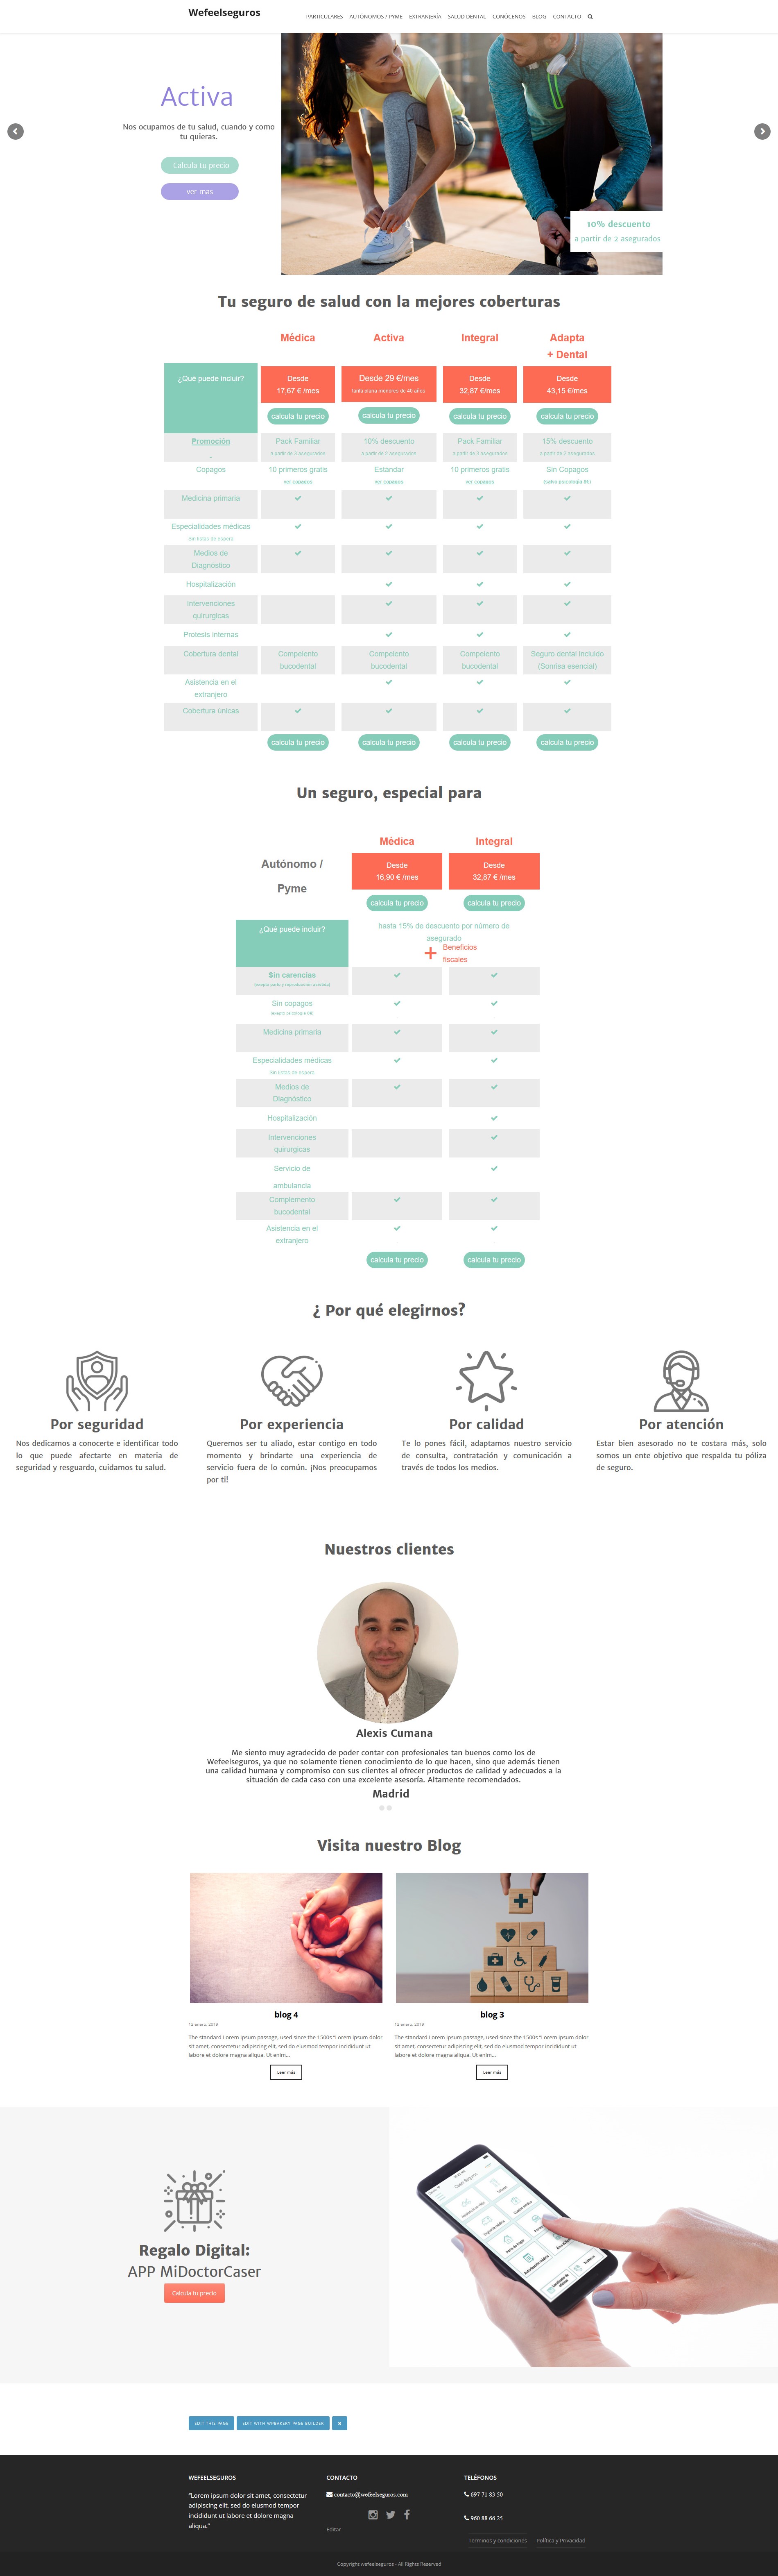 Wefeelseguros
PARTICULARES AUTÓNOMOS / PYME EXTRANJERÍA SALUD DENTAL CONÓCENOS BLOG CONTACTO
Activa
Nos ocupamos de tu salud, cuando y como
tu quieras.
Calcula tu precio
ver mas
10% descuento
a partir de 2 asegurados
Tu seguro de salud con la mejores coberturas
Médica Activa Integral Adapta
+ Dental
¿Qué puede incluir? Desde Desde 29 €/mes Desde Desde
17,67 € /mes tarifa plana menores de 40 años 32,87 €/mes 43,15 €/mes
calcula tu precio calcula tu precio calcula tu precio calcula tu precio
Promoción Pack Familiar 10% descuento Pack Familiar 15% descuento
a partir de 3 asegurados a partir de 2 asegurados a partir de 3 asegurados a partir de 2 asegurados
Copagos 10 primeros gratis Estándar 10 primeros gratis Sin Copagos
ver copagos ver copagos ver copagos (salvo psicología 9€)
Medicina primaria
Especialidades médicas
Sin listas de espera
Medios de
Diagnóstico
Hospitalización
Intervenciones
quirurgicas
Protesis internas
Cobertura dental Compelento Compelento Compelento Seguro dental incluido
bucodental bucodental bucodental (Sonrisa esencial)
Asistencia en el
extranjero
Cobertura únicas
calcula tu precio calcula tu precio calcula tu precio calcula tu precio
Un seguro, especial para
Médica Integral
Autónomo / Desde Desde
Pyme 16,90 € /mes 32,87 € /mes
calcula tu precio calcula tu precio
¿Qué puede incluir? hasta 15% de descuento por número de
asegurado
+ Beneficios
fiscales
Sin carencias
Sin copagos
Medicina primaria
Especialidades médicas
Sin listas de espera
Medios de
Diagnóstico
Hospitalización
Intervenciones
quirurgicas
Servicio de
ambulancia
Complemento
bucodental
Asistencia en el
extranjero
calcula tu precio calcula tu precio
¿ Por qué elegirnos?
Por seguridad Por experiencia Por calidad Por atención
Nos dedicamos a conocerte e identificar todo
lo que puede afectarte en materia de
seguridad y resguardo, cuidamos tu salud.
Queremos ser tu aliado, estar contigo en todo
momento y brindarte una experiencia de
servicio fuera de lo común. ¡Nos preocupamos
por ti!
Te lo pones fácil, adaptamos nuestro servicio
de consulta, contratación y comunicación a
través de todos los medios.
Estar bien asesorado no te costara más, solo
somos un ente objetivo que respalda tu póliza
de seguro.
Nuestros clientes
Alexis Cumana
Me siento muy agradecido de poder contar con profesionales tan buenos como los de
Wefeelseguros, ya que no solamente tienen conocimiento de lo que hacen, sino que además tienen
una calidad humana y compromiso con sus clientes al ofrecer productos de calidad y adecuados a la
situación de cada caso con una excelente asesoría. Altamente recomendados.
Madrid
Visita nuestro Blog
blog 4
13 enero, 2019
The standard Lorem Ipsum passage, used since the 1500s "Lorem ipsum dolor
sit amet, consectetur adipiscing elit, sed do eiusmod tempor incididunt ut
labore et dolore magna aliqua. Ut enim...
Leer más
blog 3
13 enero, 2019
The standard Lorem Ipsum passage, used since the 1500s "Lorem ipsum dolor
sit amet, consectetur adipiscing elit, sed do eiusmod tempor incididunt ut
labore et dolore magna aliqua. Ut enim...
Leer más
Regalo Digital:
APP MiDoctorCaser
Calcula tu precio
EDIT THIS PAGE EDIT WITH WPBAKERY PAGE BUILDER
WEFEELSEGUROS
"Lorem ipsum dolor sit amet, consectetur
adipiscing elit, sed do eiusmod tempor
incididunt ut labore et dolore magna
aliqua."
CONTACTO
contacto@wefeelseguros.com
Editar
TELÉFONOS
697 71 83 50
960 88 66 25
Terminos y condiciones Política y Privacidad
Copyright wefeelseguros - All Rights Reserved